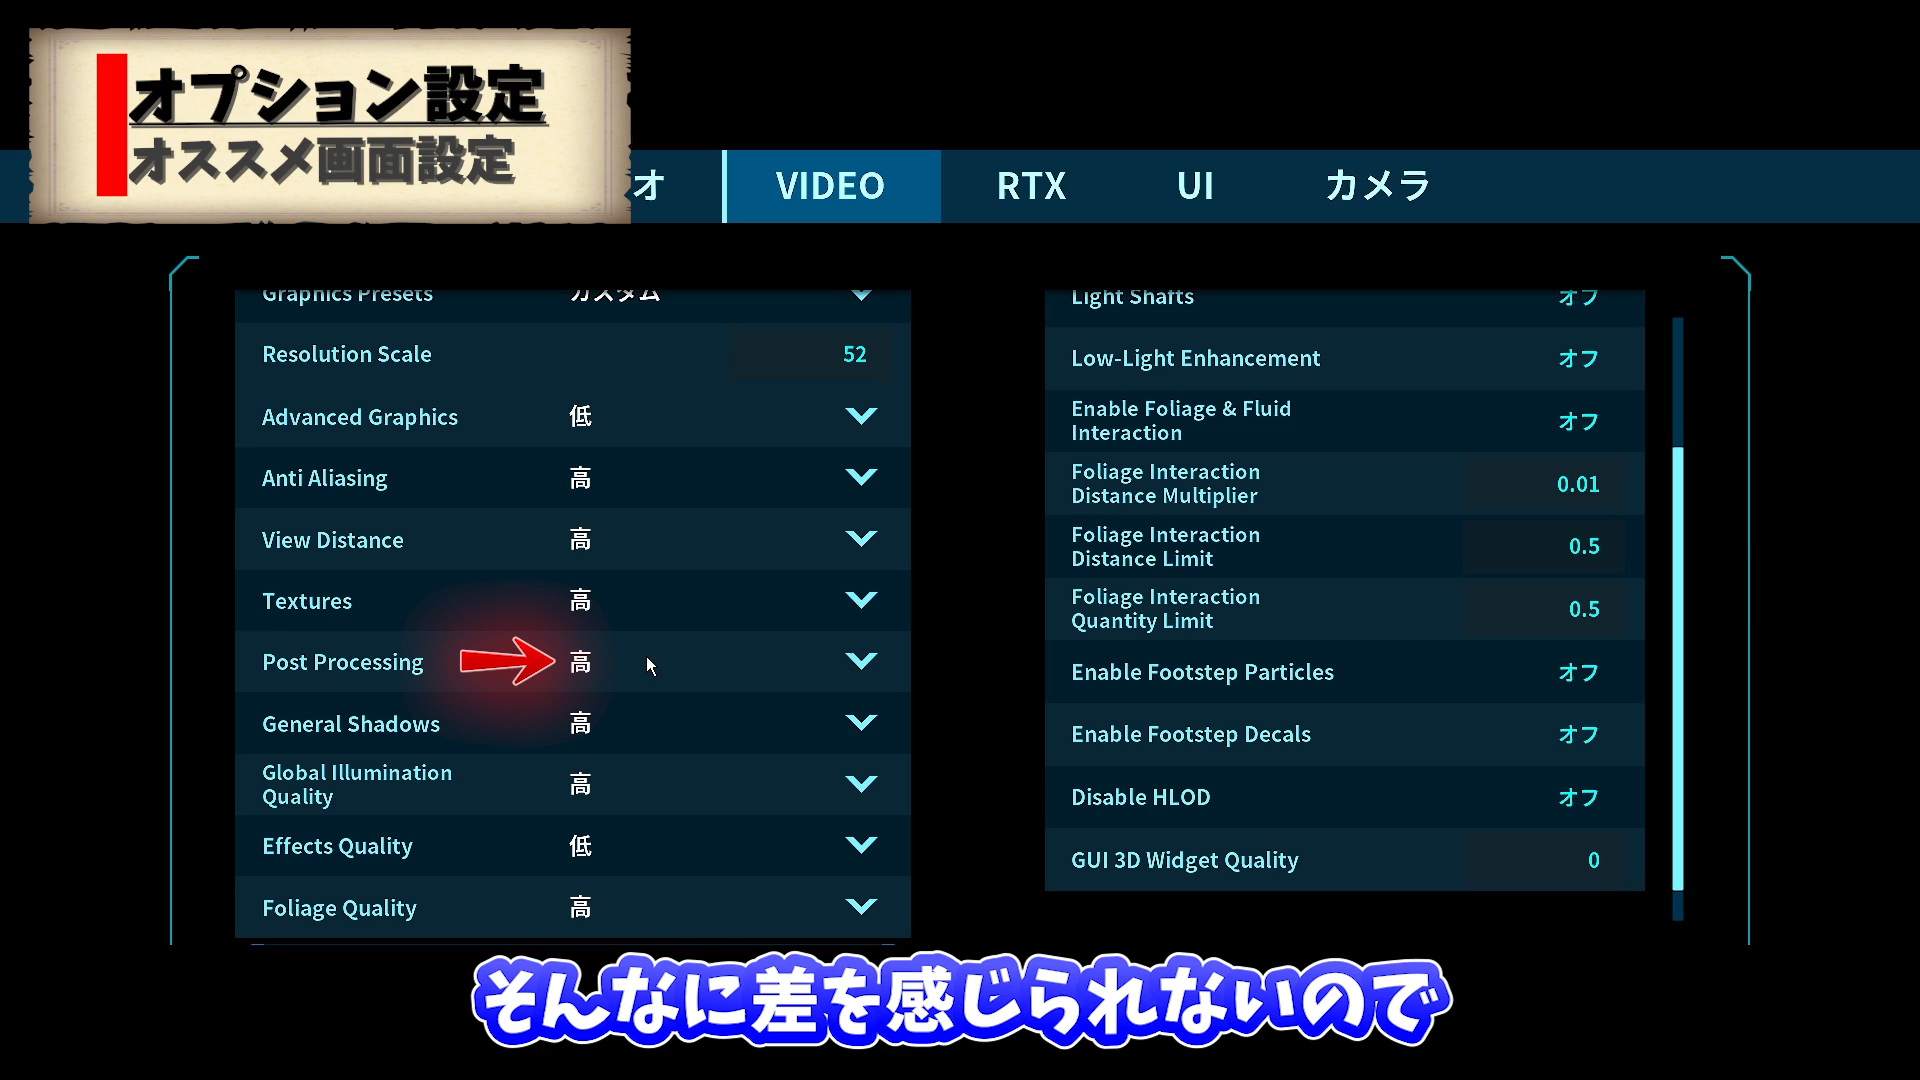 オプション設定
オススメ画面設定
オ
VIDEO
RTX
UI
カメラ
Graphics Presets カスタム
Resolution Scale 52
Advanced Graphics 低
Anti Aliasing 高
View Distance 高
Textures 高
Post Processing 高
General Shadows 高
Global Illumination
Quality 高
Effects Quality 低
Foliage Quality 高
Light Shafts オフ
Low-Light Enhancement オフ
Enable Foliage & Fluid
Interaction オフ
Foliage Interaction
Distance Multiplier 0.01
Foliage Interaction
Distance Limit 0.5
Foliage Interaction
Quantity Limit 0.5
Enable Footstep Particles オフ
Enable Footstep Decals オフ
Disable HLOD オフ
GUI 3D Widget Quality 0
そんなに差を感じられないので